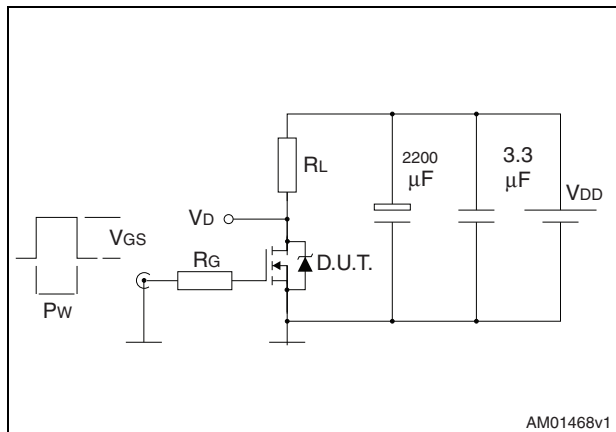 RL
2200
μF
3.3
μF
VDD
VD
VGS
RG
D.U.T.
PW
AM01468v1